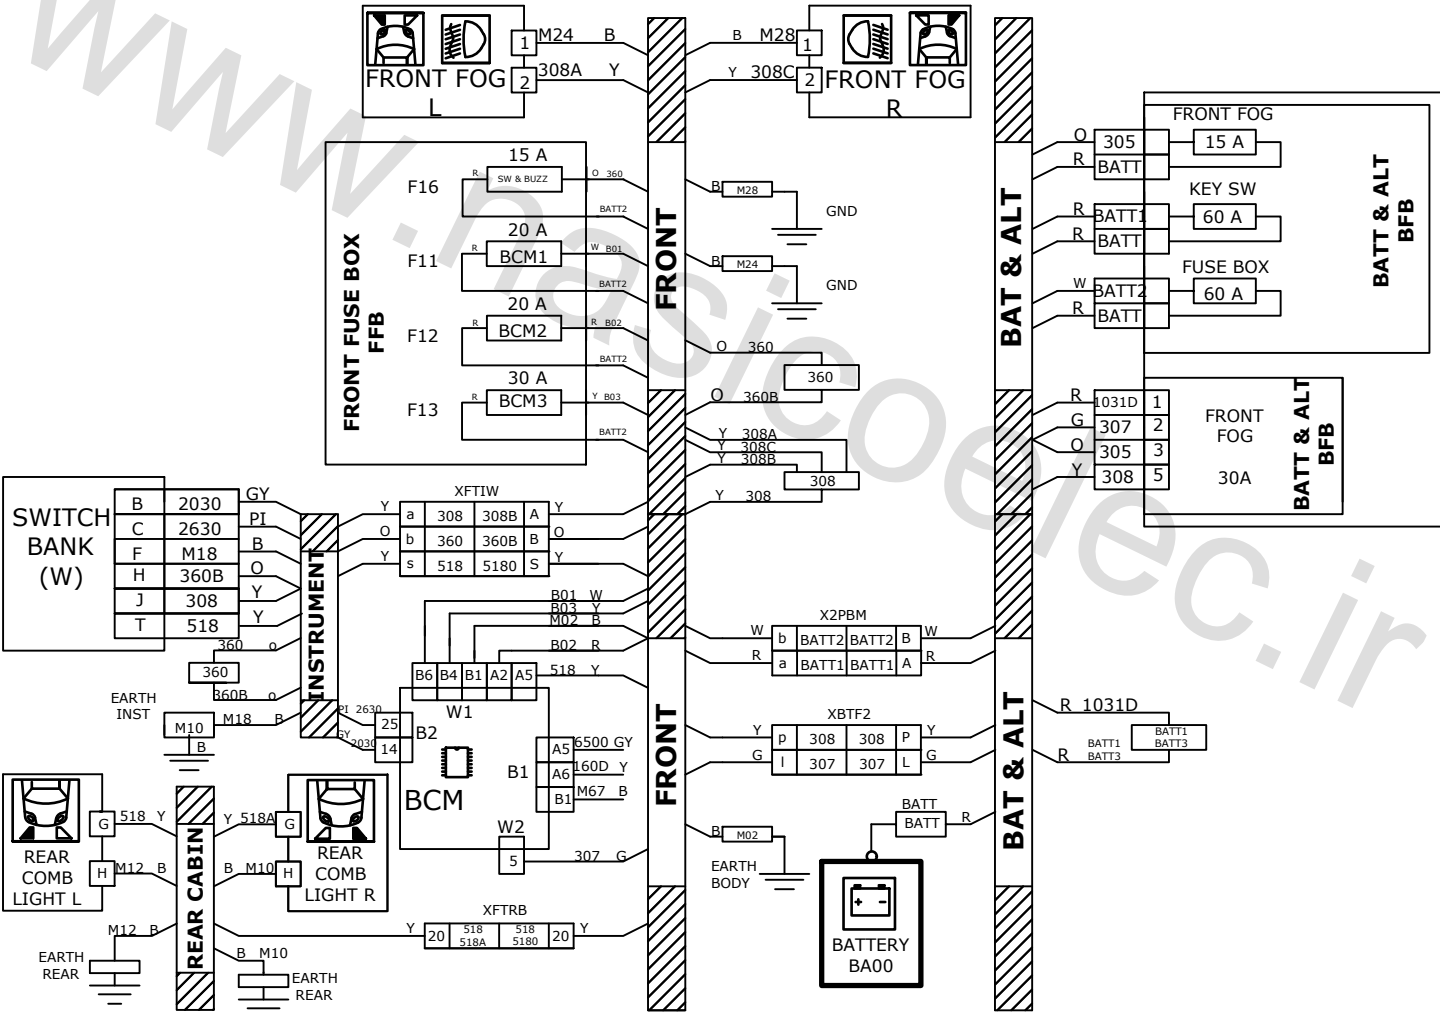 www.nasicoelec.ir
FRONT FOG
L
1
2
M24 B
308A Y
B M28
Y 308C
1
2
FRONT FOG
R
FRONT FUSE BOX
FFB
15 A
F16
R
SW & BUZZ
O 360
BATT2
20 A
F11
R
BCM1
W B01
BATT2
20 A
F12
R
BCM2
R B02
BATT2
30 A
F13
R
BCM3
Y B03
BATT2
FRONT
B M28
GND
B M24
GND
O 360
360
O 360B
Y 308A
Y 308C
Y 308B
308
Y 308
BAT & ALT
FRONT FOG
O 305
15 A
R BATT
KEY SW
R BATT1
60 A
R BATT
FUSE BOX
W BATT2
60 A
R BATT
BATT & ALT
BFB
R 1031D 1
G 307 2
O 305 3
Y 308 5
FRONT
FOG
30A
BATT & ALT
BFB
SWITCH
BANK
(W)
B 2030 GY
C 2630 PI
F M18 B
H 360B O
J 308 Y
T 518 Y
360 o
360
360B o
EARTH
INST
M10
M18 B
B
INSTRUMENT
XFTIW
Y a 308 308B A Y
O b 360 360B B O
Y s 518 5180 S Y
B01 W
B03 Y
M02 B
B02 R
518 Y
B6 B4 B1 A2 A5
W1
PI 2630
GY 2030
25
14
B2
BCM
B1
A5 6500 GY
A6 160D Y
B1 M67 B
W2
5
307 G
FRONT
X2PBM
W b BATT2 BATT2 B W
R a BATT1 BATT1 A R
XBTF2
Y p 308 308 P Y
G l 307 307 L G
BAT & ALT
R 1031D
BATT1
BATT3
R
BATT1
BATT3
BATT
BATT
R
BATTERY
BA00
B M02
EARTH
BODY
REAR
COMB
LIGHT L
G
H
518 Y
M12 B
REAR CABIN
Y 518A
B M10
G
H
REAR
COMB
LIGHT R
M12 B
EARTH
REAR
B M10
EARTH
REAR
XFTRB
Y 20 518 518 20 Y
518A 5180